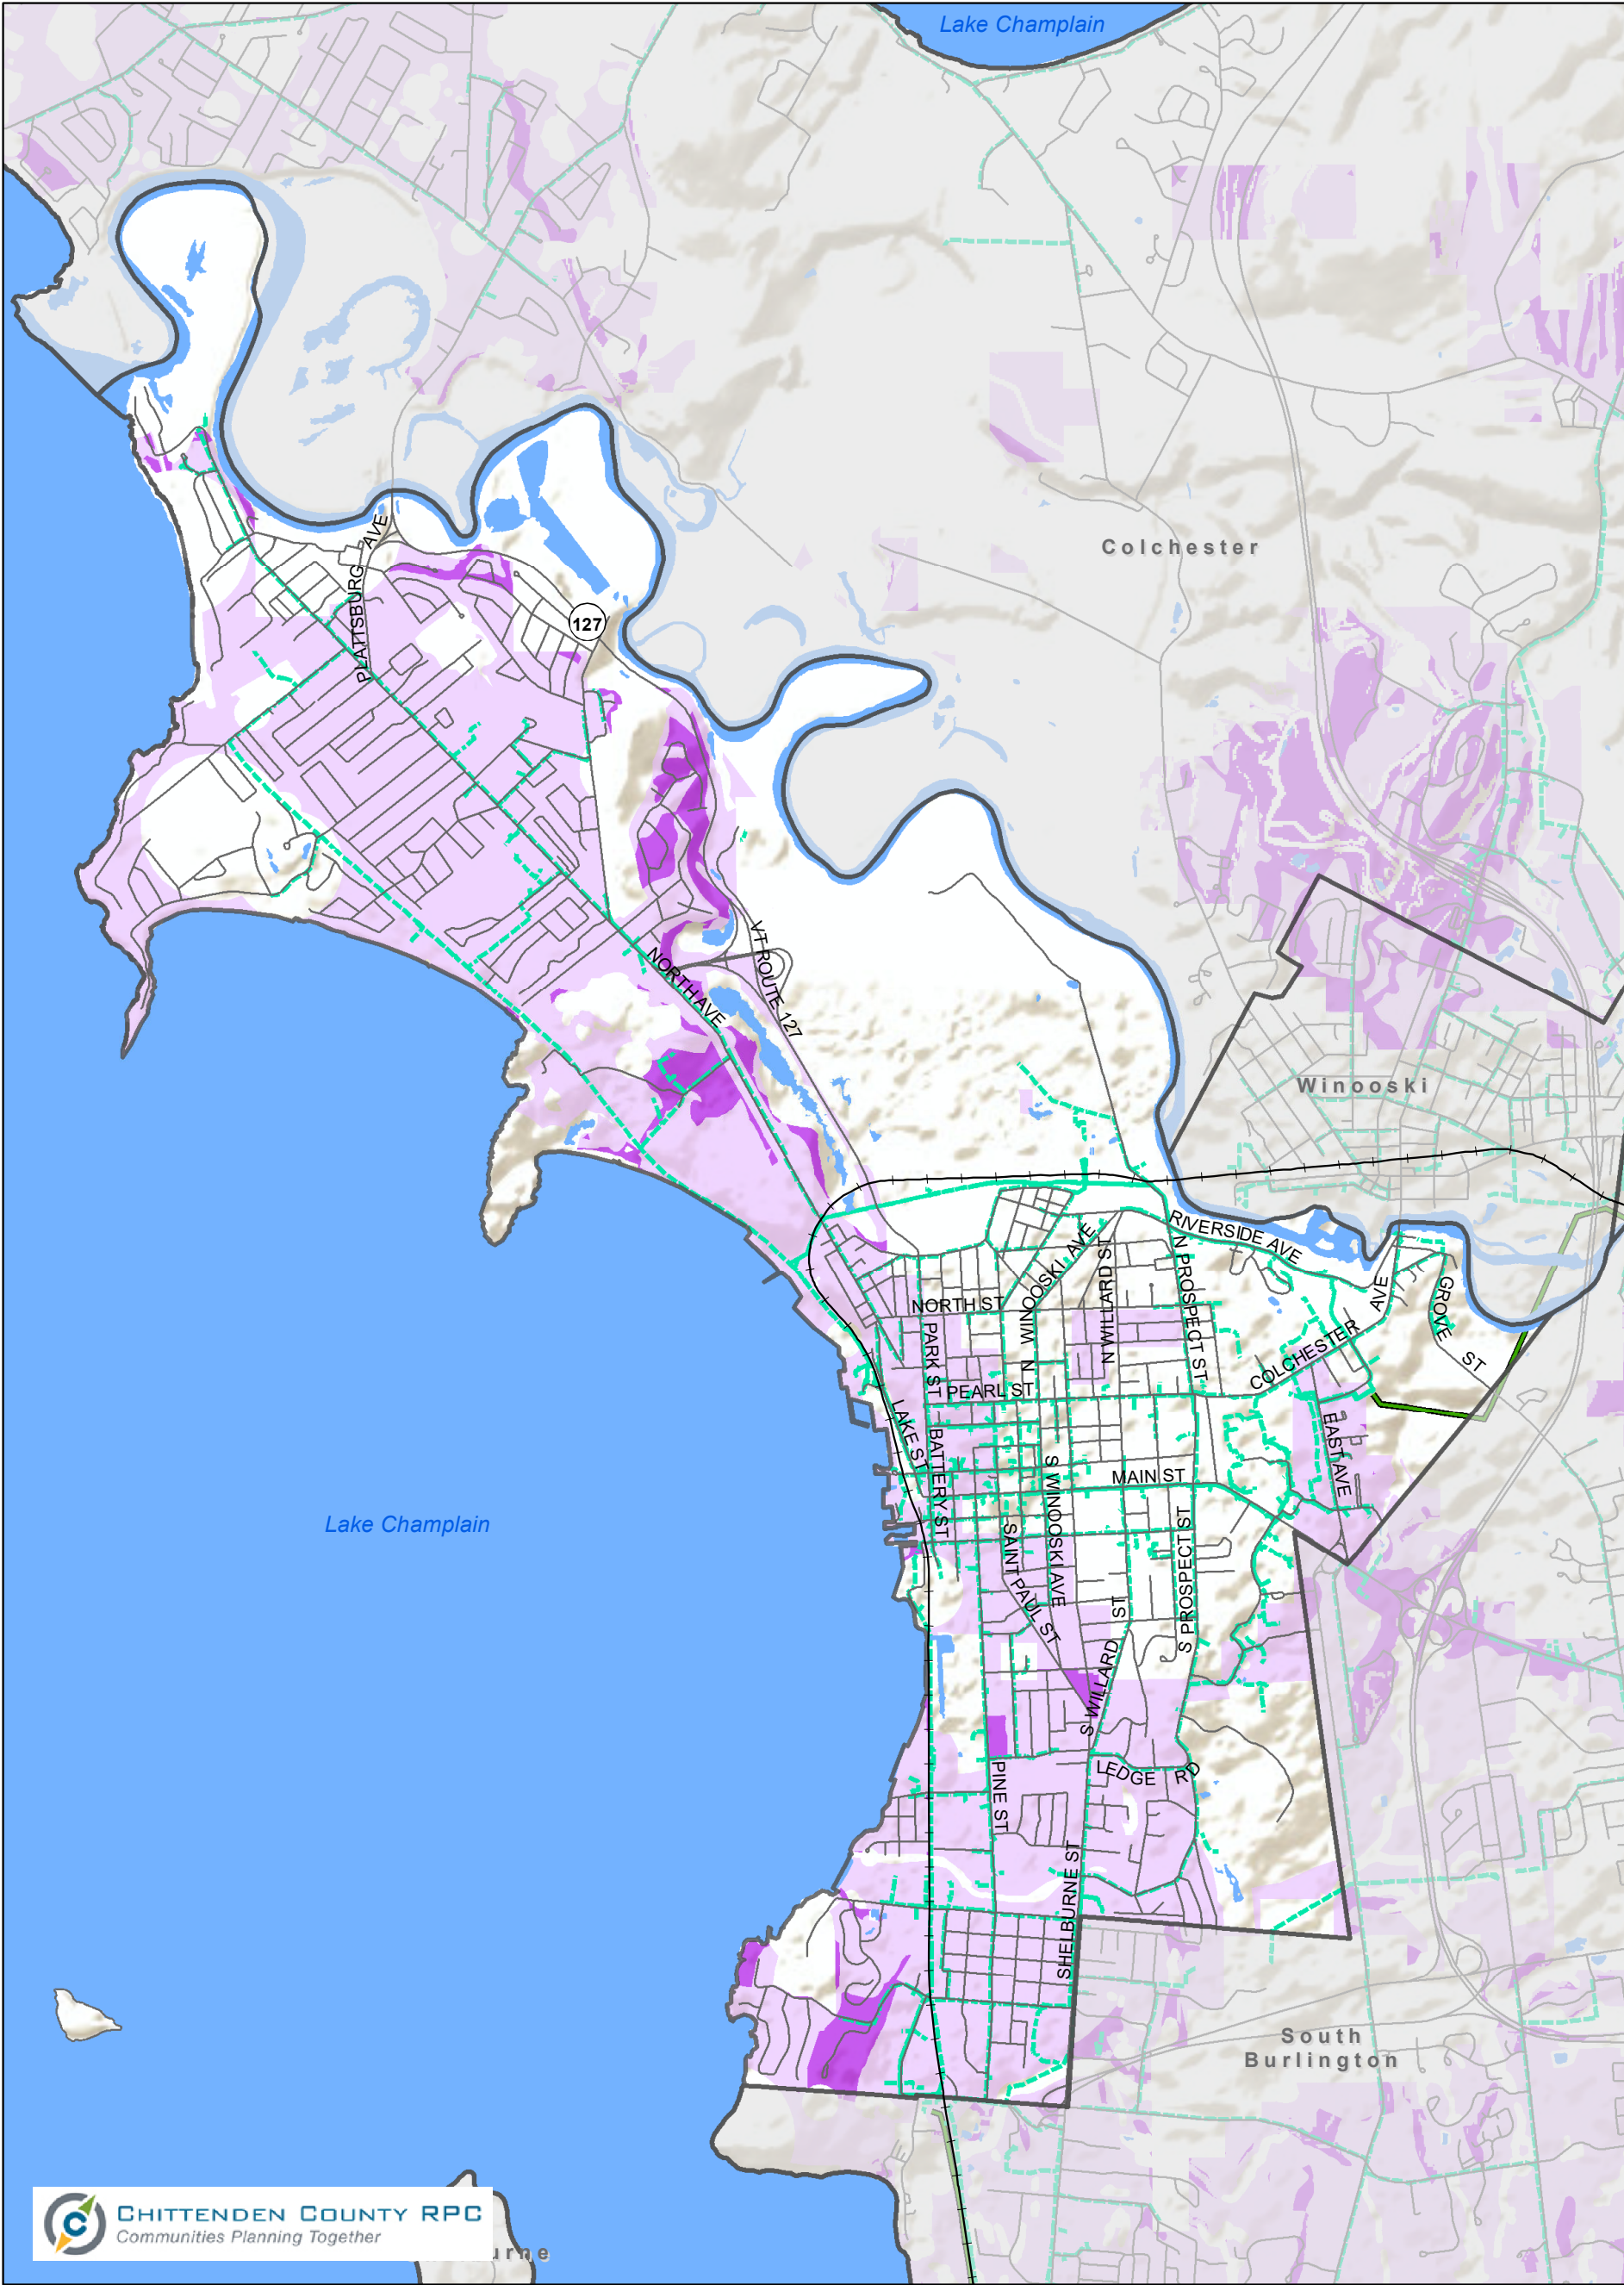 Lake Champlain
Colchester
PLATTSBURG AVE
127
VT ROUTE 127
NORTH AVE
Winooski
RIVERSIDE AVE
N WINOOSKI AVE
N WILLARD ST
N PROSPECT ST
NORTH ST
PARK ST
COLCHESTER AVE
GROVE ST
PEARL ST
LAKE ST
BATTERY ST
EAST AVE
MAIN ST
S WINOOSKI AVE
Lake Champlain
SAINT PAUL ST
S PROSPECT ST
S WILLARD ST
LEDGE RD
PINE ST
SHELBURNE ST
South
Burlington
C
CHITTENDEN COUNTY RPC
Communities Planning Together
urne